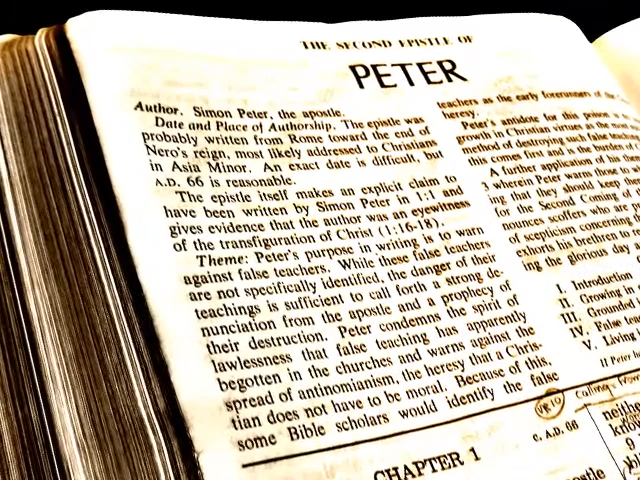 THE SECOND EPISTLE OF
PETER
Author. Simon Peter, the apostle.
Date and Place of Authorship. The epistle was
probably written from Rome toward the end of
Nero's reign, most likely addressed to Christians
in Asia Minor. An exact date is difficult, but
A.D. 66 is reasonable.
The epistle itself makes an explicit claim to
have been written by Simon Peter in 1:1 and
gives evidence that the author was an eyewitness
of the transfiguration of Christ (1:16-18).
Theme: Peter's purpose in writing is to warn
against false teachers. While these false teachers
are not specifically identified, the danger of their
teachings is sufficient to call forth a strong de-
nunciation from the apostle and a prophecy of
their destruction. Peter condemns the spirit of
lawlessness that false teaching has apparently
begotten in the churches and warns against the
spread of antinomianism, the heresy that a Chris-
tian does not have to be moral. Because of this,
some Bible scholars would identify the false
teachers as the early forerunners of the
heresy.
Peter's antidote for this poison is
growth in Christian virtues as the most
method of destroying what is false
this comes first and is the burden of
A further application of his
3 wherein Peter warns those to
ing that they should keep
for the Second Coming of
nounces scoffers who are
of scepticism concerning
exhorts his brethren to
ing the glorious day
I. Introduction
II. Growing in
III. Grounded
IV. False
V. Living
II Peter
c. A.D. 66
CHAPTER 1
neithe